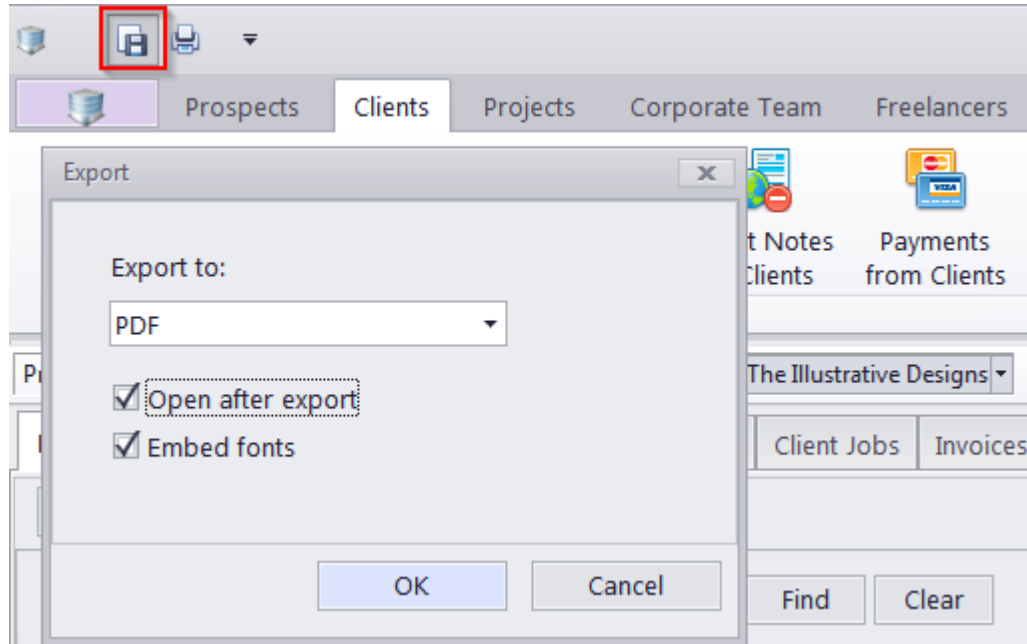 Prospects Clients Projects Corporate Team Freelancers
Export
Notes
Clients
Payments
from Clients
VISA
Export to:
PDF
The Illustrative Designs
Open after export
Embed fonts
Client Jobs Invoices
OK Cancel
Find Clear